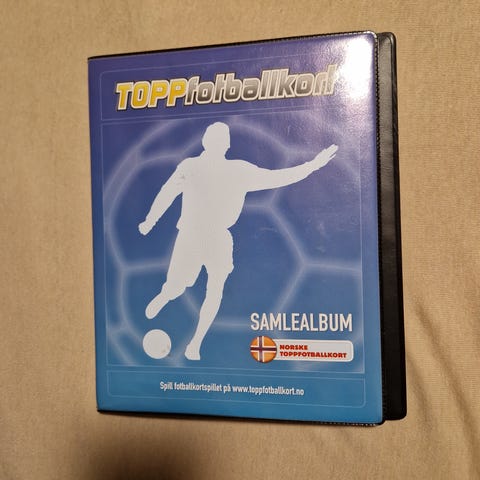 TOPPfotballkort
SAMLEALBUM
NORSKE
TOPPFOTBALLKORT
Spill fotballkortspillet på www.toppfotballkort.no